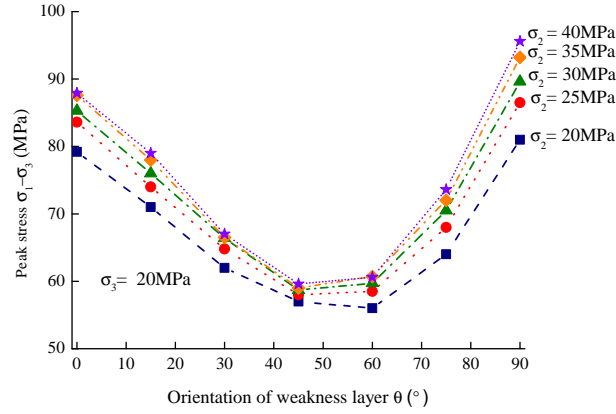 100
90
80
70
60
50
Peak stress σ₁–σ₃ (MPa)
σ₂ = 40MPa
σ₂ = 35MPa
σ₂ = 30MPa
σ₂ = 25MPa
σ₂ = 20MPa
σ₃ = 20MPa
0 10 20 30 40 50 60 70 80 90
Orientation of weakness layer θ (°)